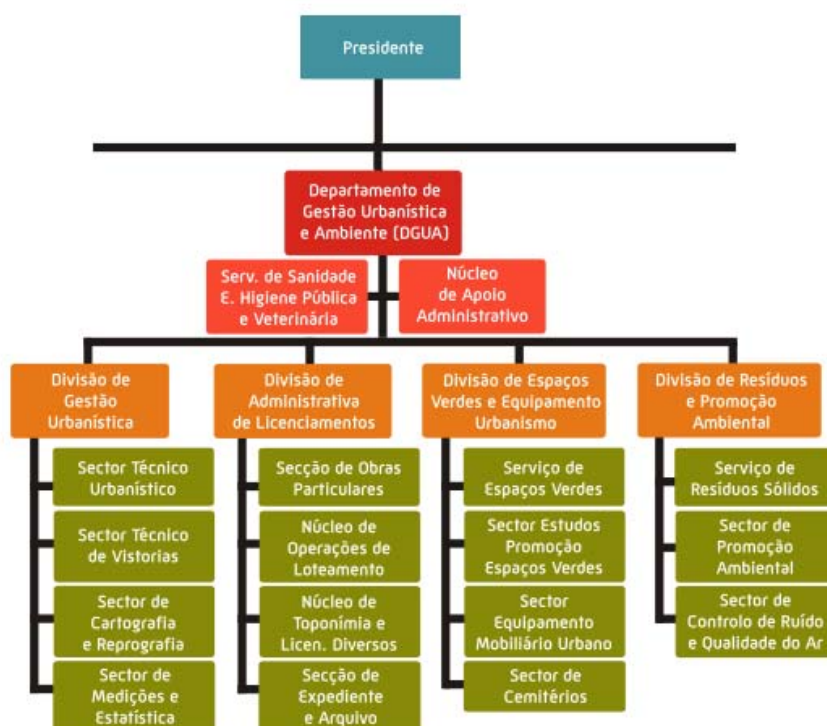 Presidente
Departamento de
Gestão Urbanística
e Ambiente (DGUA)
Serv. de Sanidade
E. Higiene Pública
e Veterinária
Núcleo
de Apoio
Administrativo
Divisão de
Gestão
Urbanística
Sector Técnico
Urbanístico
Sector Técnico
de Vistorias
Sector de
Cartografia
e Reprografia
Sector de
Medições e
Estatística
Divisão de
Administrativa
de Licenciamentos
Secção de Obras
Particulares
Núcleo de
Operações de
Loteamento
Núcleo de
Toponímia e
Licen. Diversos
Secção de
Expediente
e Arquivo
Divisão de Espaços
Verdes e Equipamento
Urbanismo
Serviço de
Espaços Verdes
Sector Estudos
Promoção
Espaços Verdes
Sector
Equipamento
Mobiliário Urbano
Sector de
Cemitérios
Divisão de Resíduos
e Promoção
Ambiental
Serviço de
Resíduos Sólidos
Sector de
Promoção
Ambiental
Sector de
Controlo de Ruído
e Qualidade do Ar